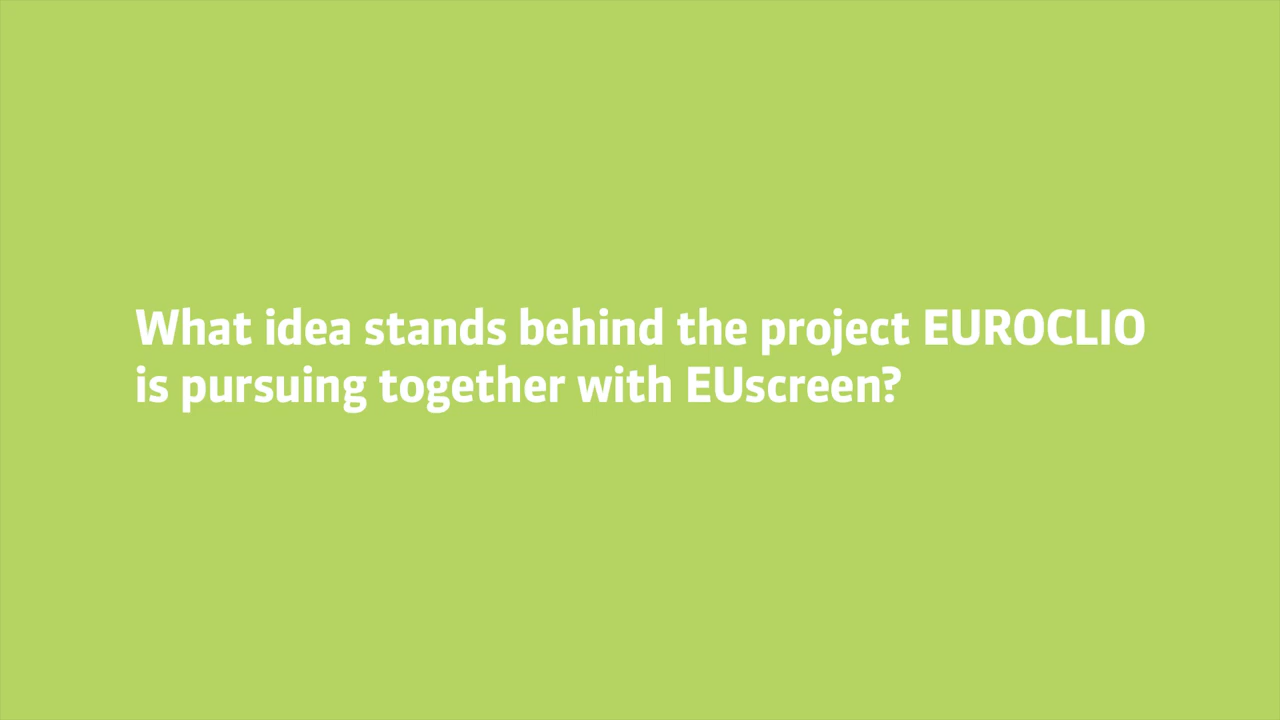 What idea stands behind the project EUROCLIO
is pursuing together with EUscreen?